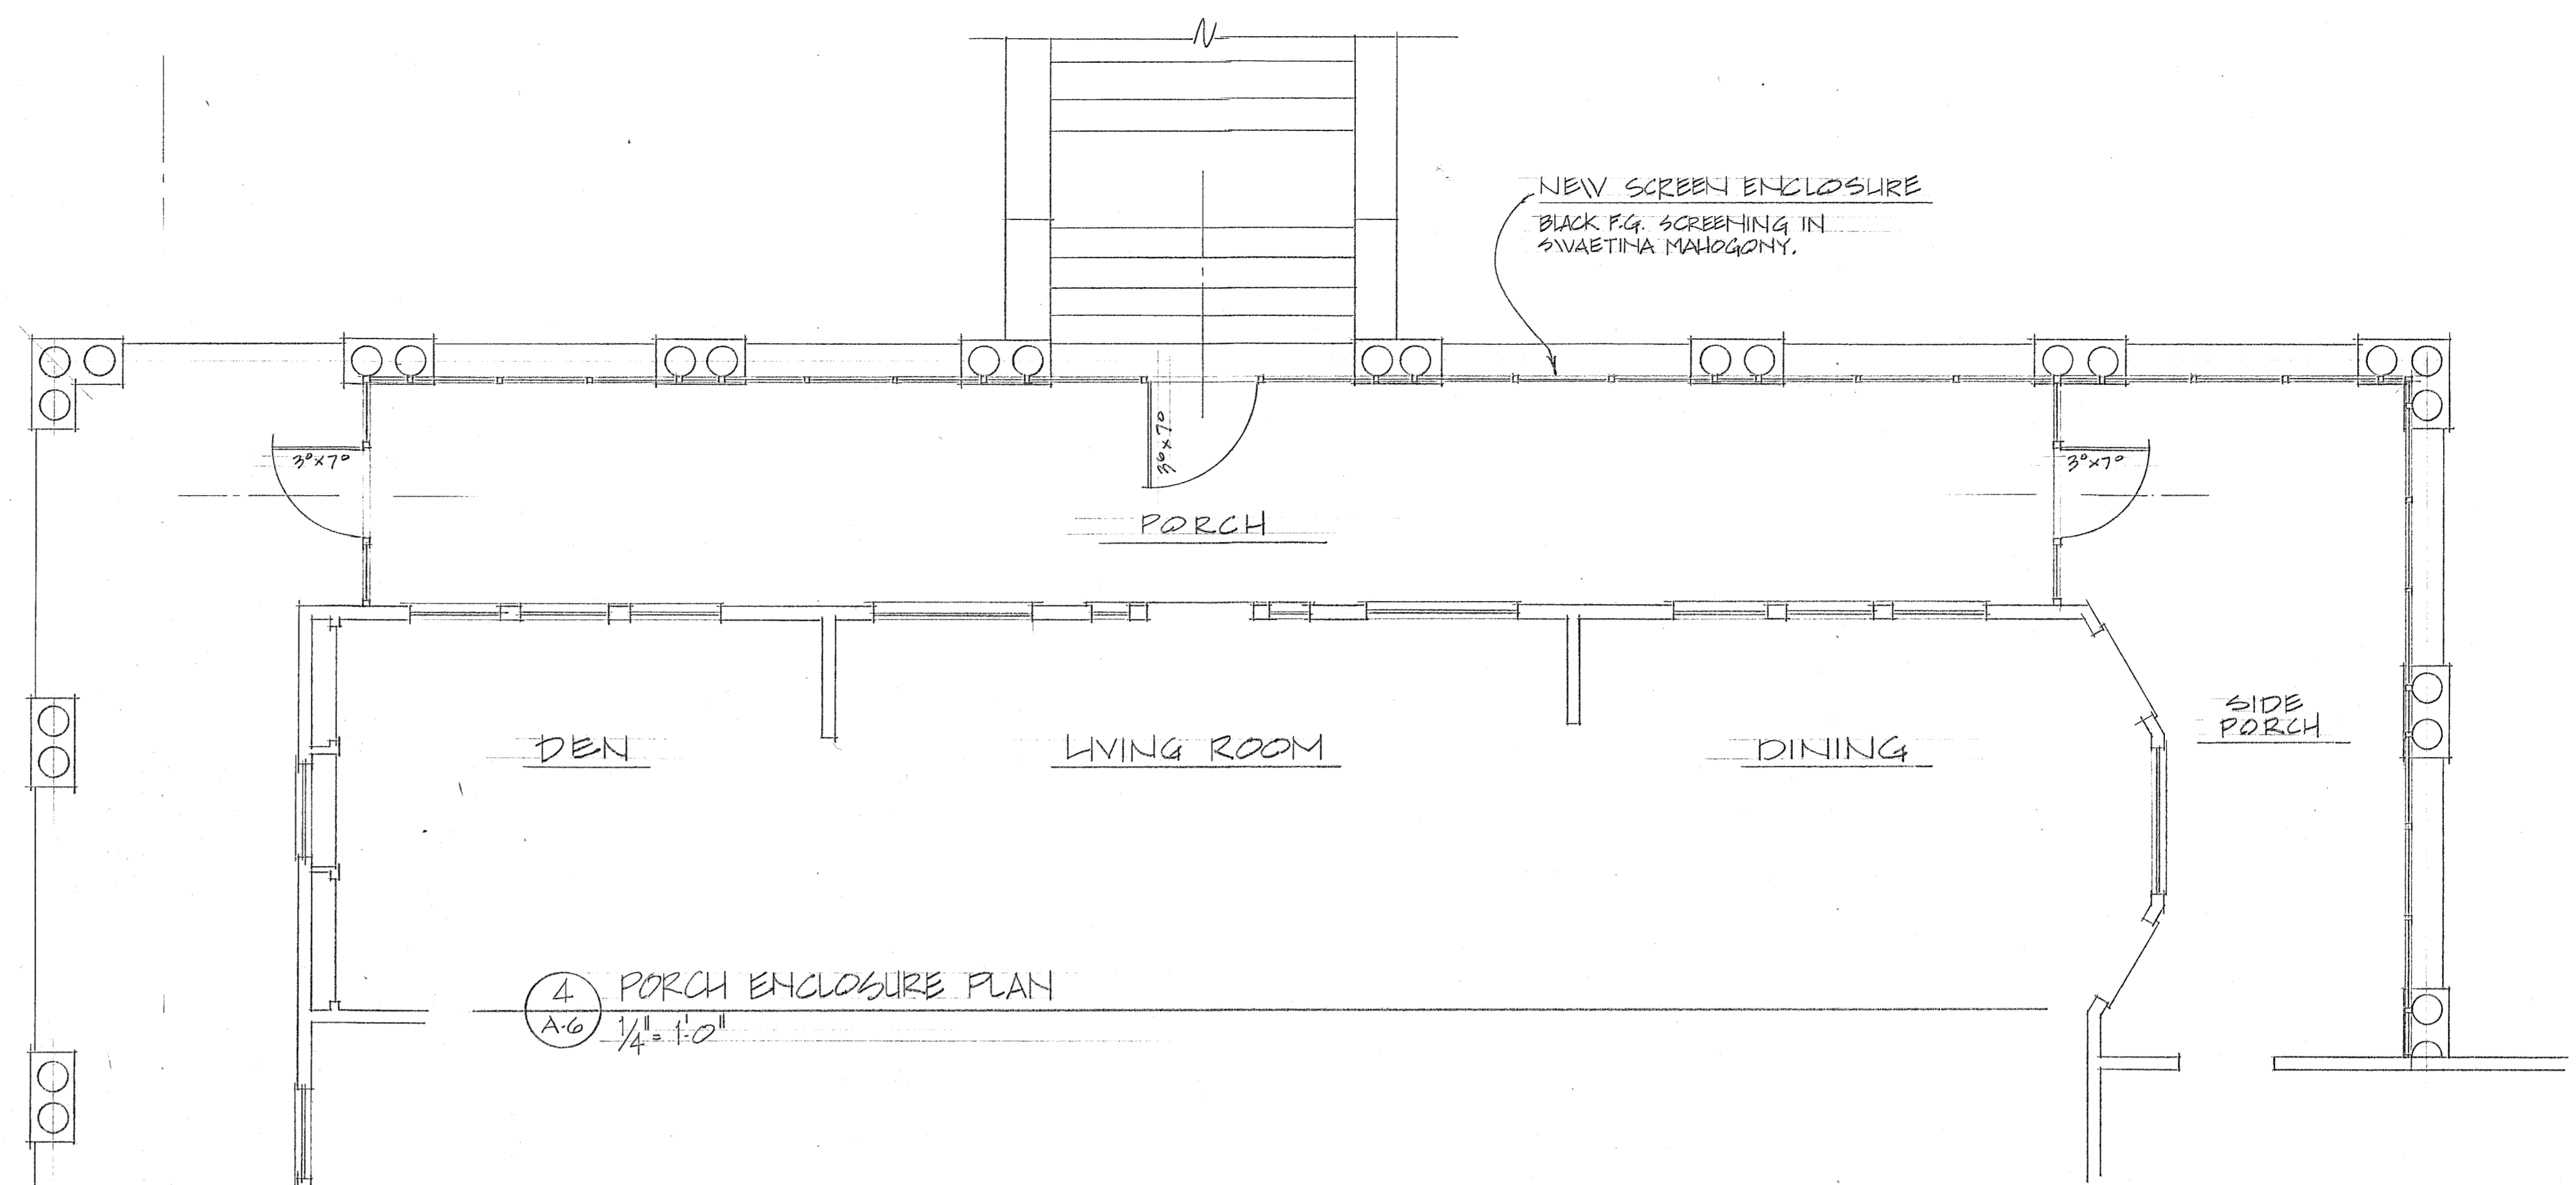 N
NEW SCREEN ENCLOSURE
BLACK F.G. SCREENING IN
SWAETINA MAHOGONY.
3⁰x7⁰
3⁶x7⁰
3⁰x7⁰
PORCH
SIDE
PORCH
DEN
LIVING ROOM
DINING
4
A-6
PORCH ENCLOSURE PLAN
1/4" = 1'-0"